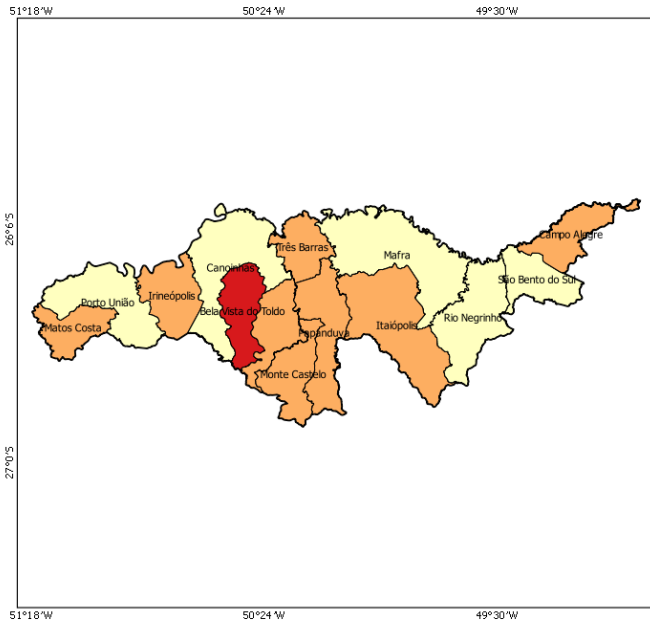 51°18'W 50°24'W 49°30'W
26°6'S
Campo Alegre
Três Barras
Mafra
Canoinhas
São Bento do Sul
Irineópolis
Porto União
Bela Vista do Toldo
Rio Negrinho
Matos Costa
Papanduva
Itaiópolis
Monte Castelo
27°0'S
51°18'W 50°24'W 49°30'W